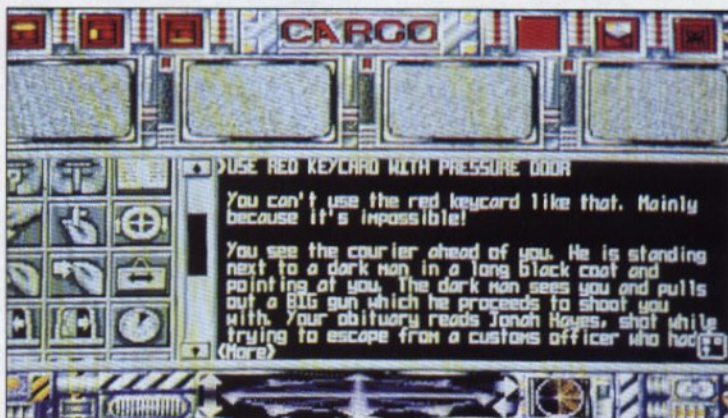 CARGO
>USE RED KEYCARD WITH PRESSURE DOOR
You can't use the red keycard like that. Mainly
because it's impossible!
You see the courier ahead of you. He is standing
next to a dark man in a long black coat and
pointing at you. The dark man sees you and pulls
out a BIG gun which he proceeds to shoot you
with. Your obituary reads Jonah Hayes, shot while
trying to escape from a customs officer who had
<More>